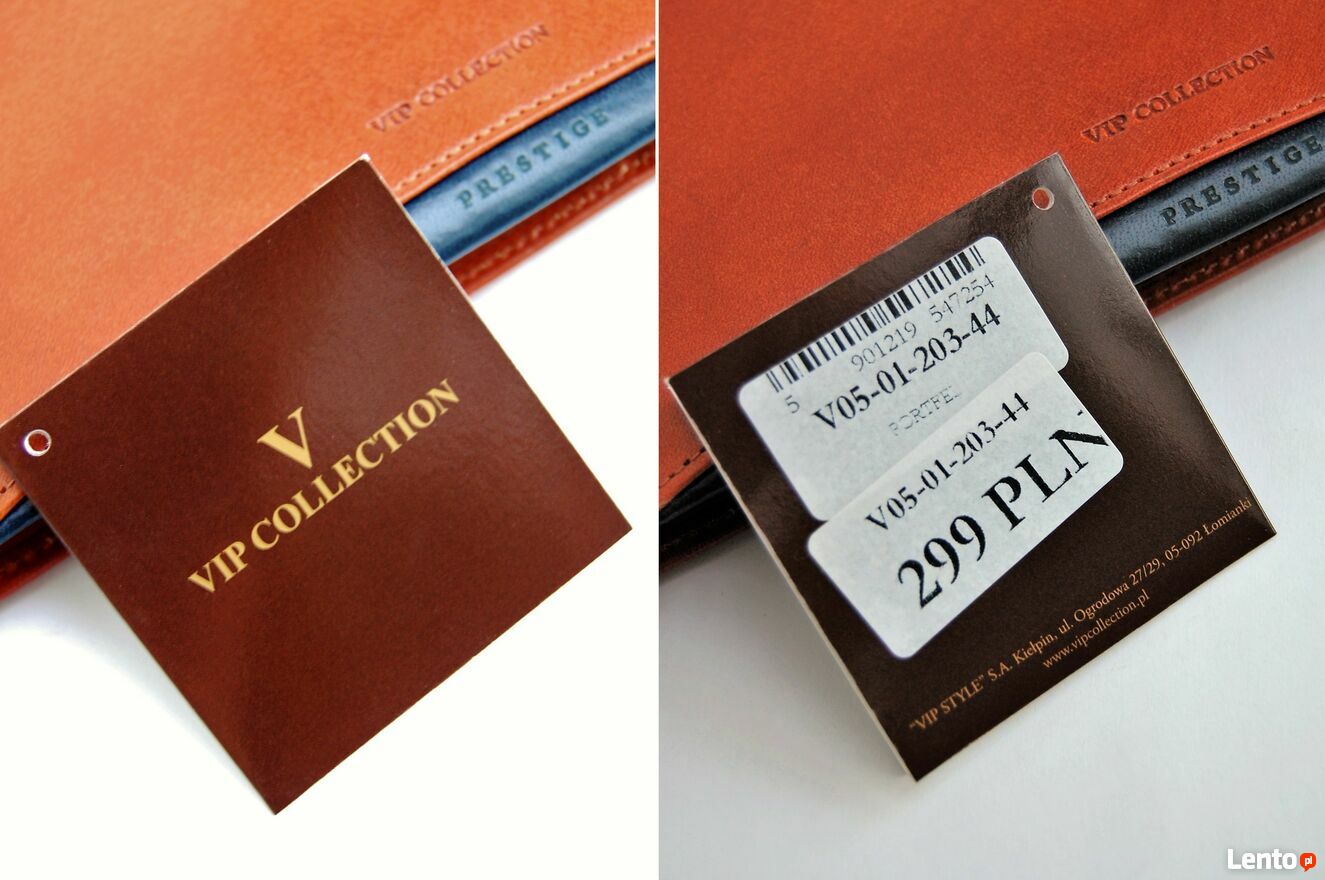 VIP COLLECTION
PRESTIGE
V
VIP COLLECTION
VIP COLLECTION
PRESTIGE
5 901219 547254
V05-01-203-44
PORTFEL
V05-01-203-44
299 PLN
"VIP STYLE" S.A. Kiełpin, ul. Ogrodowa 27/29, 05-092 Łomianki
www.vipcollection.pl
Lento pl